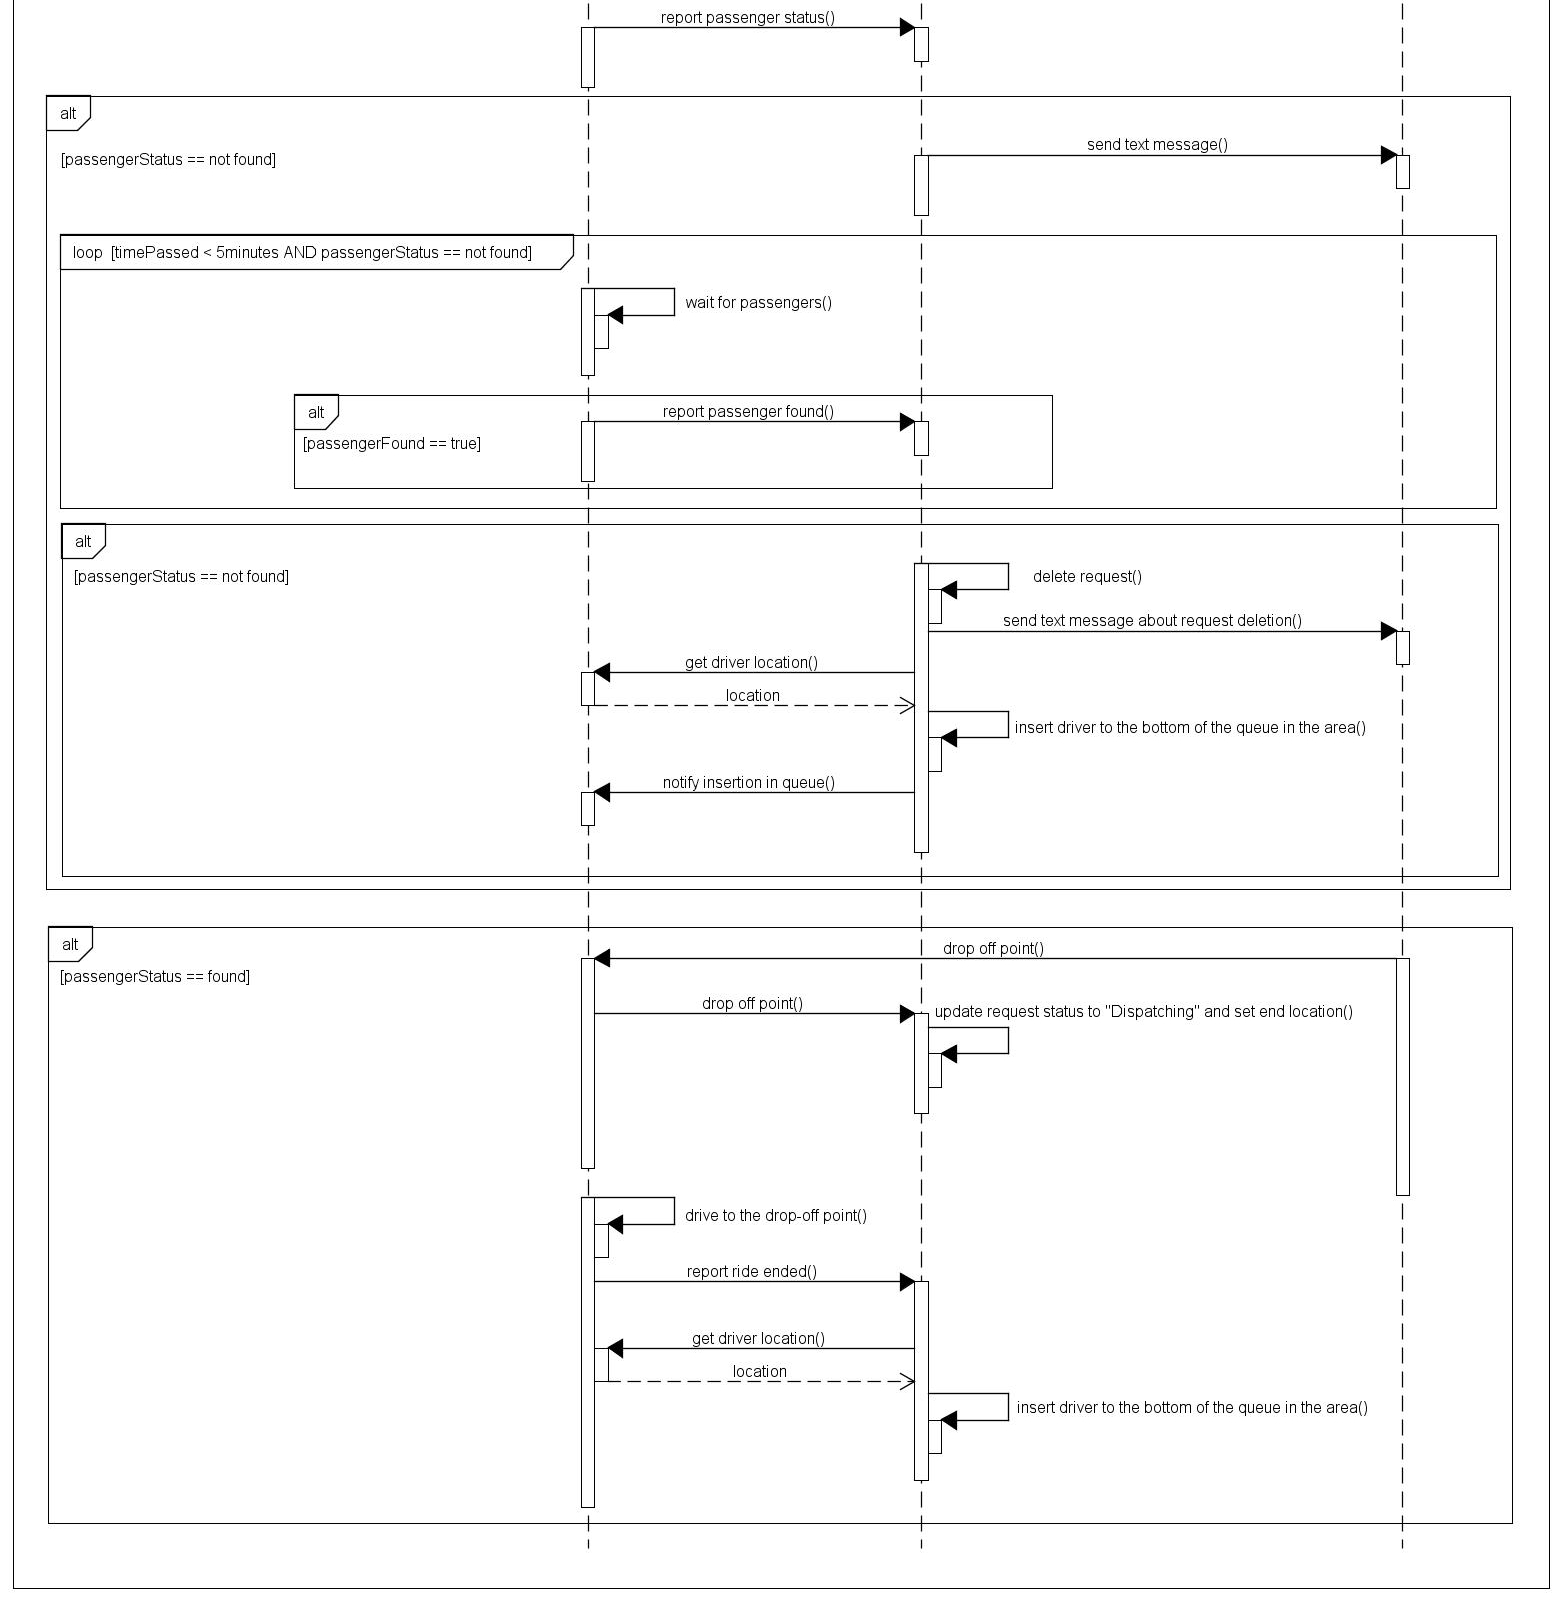 report passenger status()
alt
send text message()
[passengerStatus == not found]
loop  [timePassed < 5minutes AND passengerStatus == not found]
wait for passengers()
alt
report passenger found()
[passengerFound == true]
alt
[passengerStatus == not found]
delete request()
send text message about request deletion()
get driver location()
location
insert driver to the bottom of the queue in the area()
notify insertion in queue()
alt
drop off point()
[passengerStatus == found]
drop off point()
update request status to "Dispatching" and set end location()
drive to the drop-off point()
report ride ended()
get driver location()
location
insert driver to the bottom of the queue in the area()